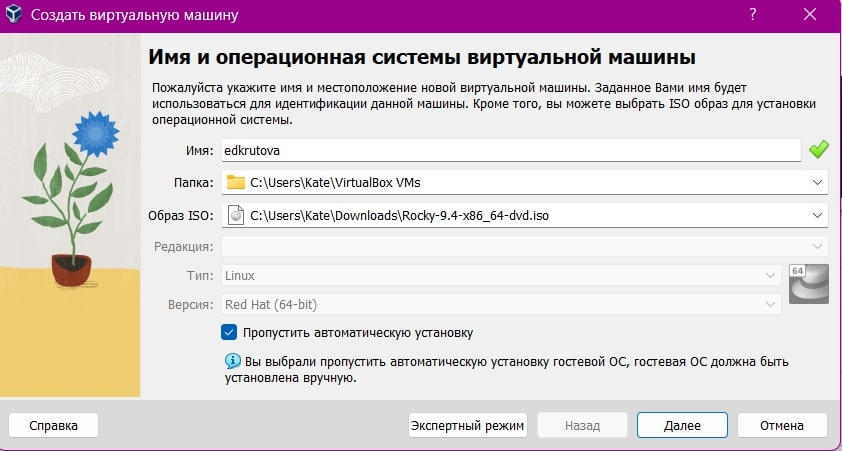 Создать виртуальную машину
Имя и операционная системы виртуальной машины
Пожалуйста укажите имя и местоположение новой виртуальной машины. Заданное Вами имя будет
использоваться для идентификации данной машины. Кроме того, вы можете выбрать ISO образ для установки
операционной системы.
Имя: edkrutova
Папка: C:\Users\Kate\VirtualBox VMs
Образ ISO: C:\Users\Kate\Downloads\Rocky-9.4-x86_64-dvd.iso
Редакция:
Тип: Linux
64
Версия: Red Hat (64-bit)
Пропустить автоматическую установку
Вы выбрали пропустить автоматическую установку гостевой ОС, гостевая ОС должна быть
установлена вручную.
Справка Экспертный режим Назад Далее Отмена